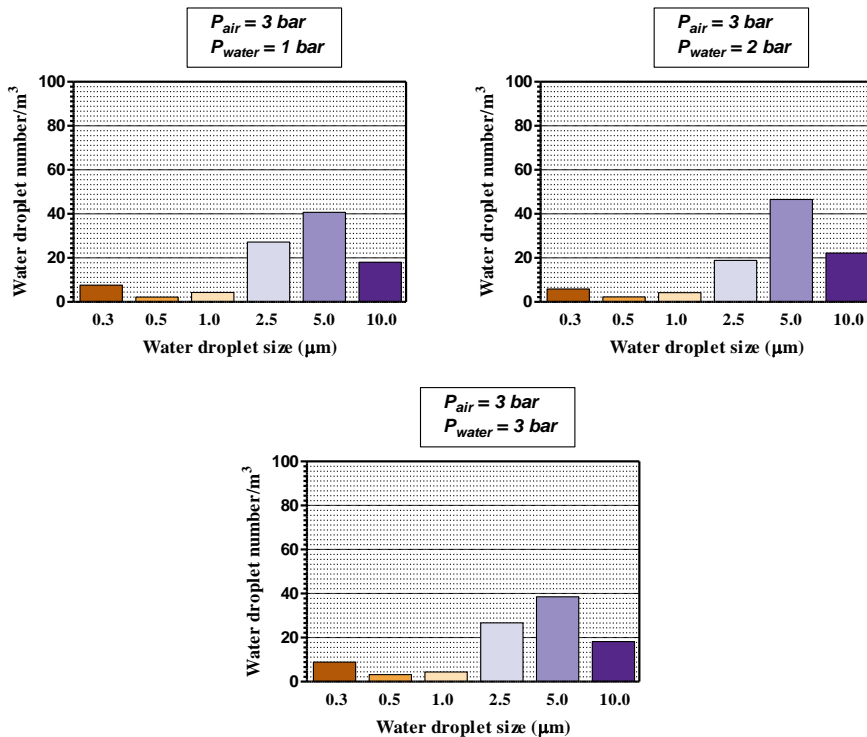 P_air = 3 bar
P_water = 1 bar
P_air = 3 bar
P_water = 2 bar
Water droplet number/m³
100
80
60
40
20
0
0.3 0.5 1.0 2.5 5.0 10.0
Water droplet size (μm)
Water droplet number/m³
100
80
60
40
20
0
0.3 0.5 1.0 2.5 5.0 10.0
Water droplet size (μm)
P_air = 3 bar
P_water = 3 bar
Water droplet number/m³
100
80
60
40
20
0
0.3 0.5 1.0 2.5 5.0 10.0
Water droplet size (μm)